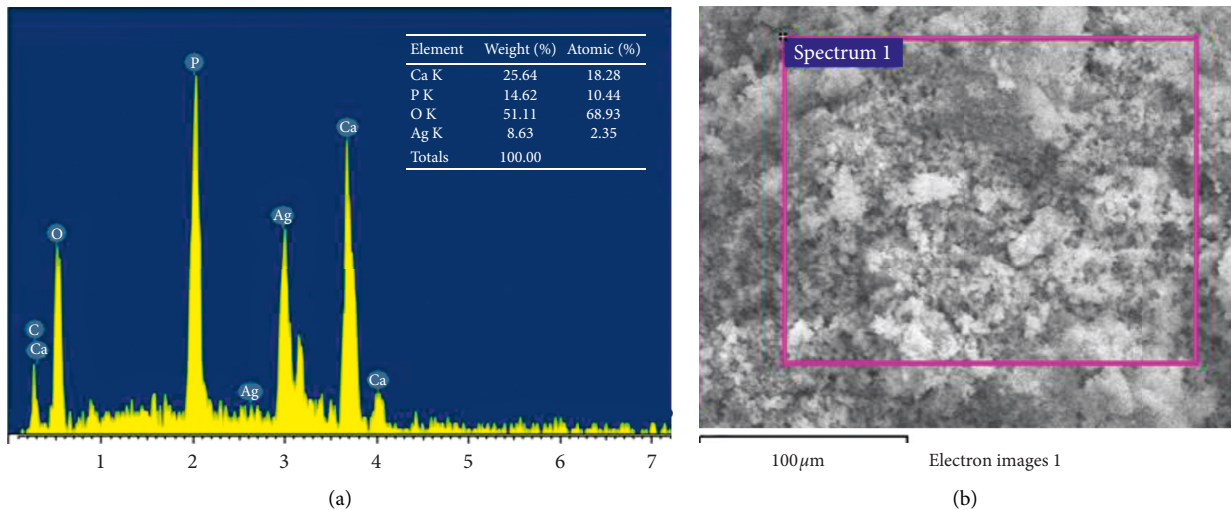 P
Ca
Ag
O
C
Ca
Ag
Ca
Element Weight (%) Atomic (%)
Ca K 25.64 18.28
P K 14.62 10.44
O K 51.11 68.93
Ag K 8.63 2.35
Totals 100.00
1 2 3 4 5 6 7
(a)
Spectrum 1
100 μm Electron images 1
(b)